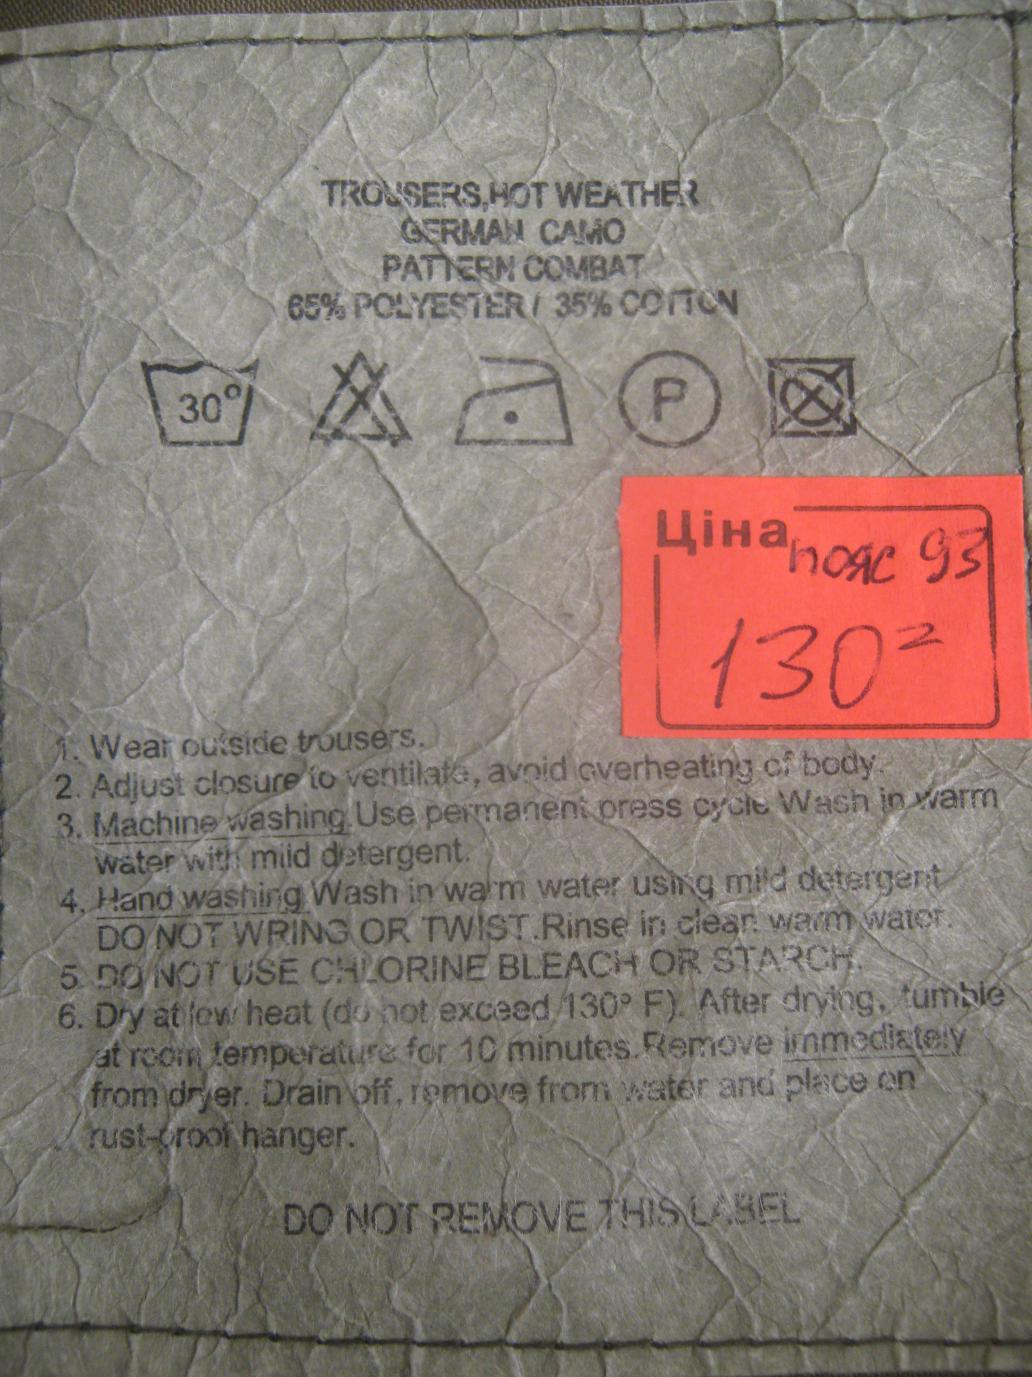 TROUSERS,HOT WEATHER
GERMAN CAMO
PATTERN COMBAT
65% POLYESTER / 35% COTTON
30°
P
Ціна
пояс 93
130=
1. Wear outside trousers.
2. Adjust closure to ventilate, avoid overheating of body.
3. Machine washing.Use permanent press cycle Wash in warm
water with mild detergent.
4. Hand washing.Wash in warm water using mild detergent
DO NOT WRING OR TWIST.Rinse in clean warm water.
5. DO NOT USE CHLORINE BLEACH OR STARCH.
6. Dry at low heat (do not exceed 130° F). After drying, tumble
at room temperature for 10 minutes.Remove immediately
from dryer. Drain off, remove from water and place on
rust-proof hanger.
DO NOT REMOVE THIS LABEL